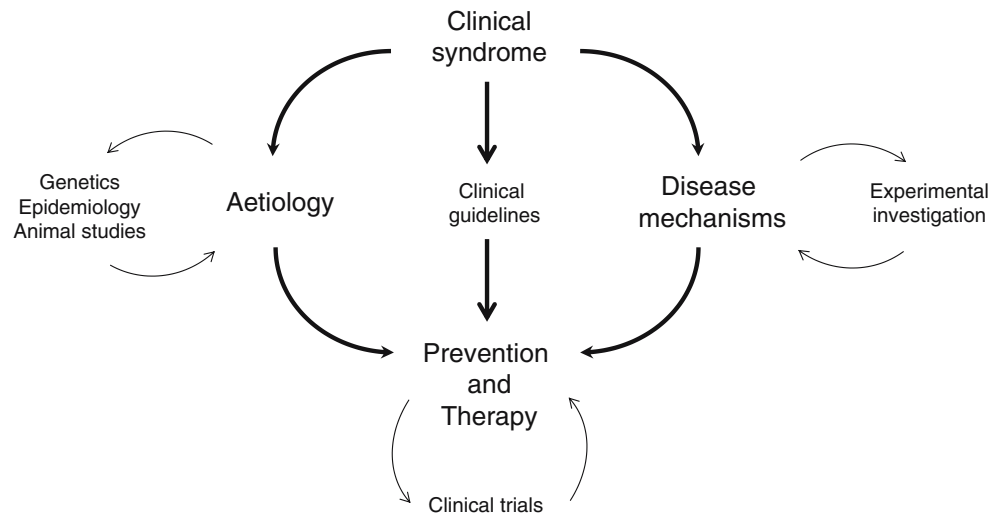 Clinical
syndrome
Genetics
Epidemiology
Animal studies
Aetiology
Clinical
guidelines
Disease
mechanisms
Experimental
investigation
Prevention
and
Therapy
Clinical trials